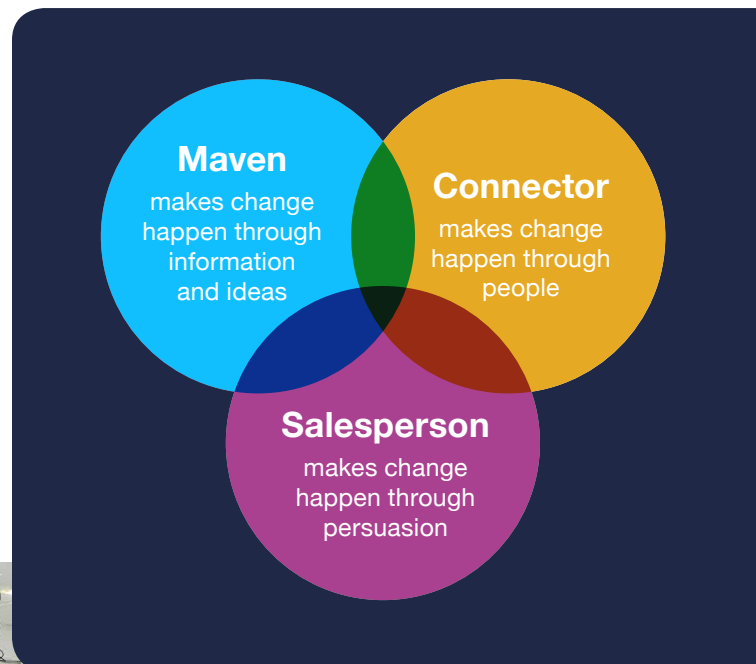 Maven
makes change
happen through
information
and ideas
Connector
makes change
happen through
people
Salesperson
makes change
happen through
persuasion